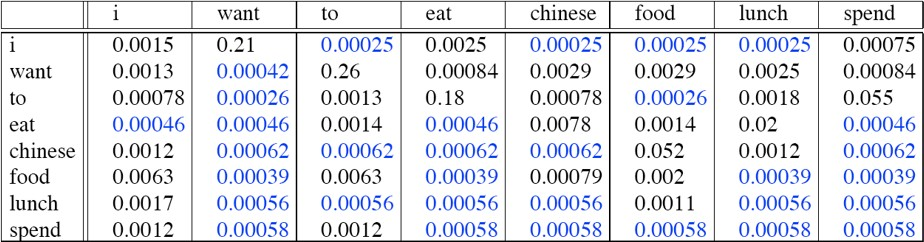 i want to eat chinese food lunch spend
i 0.0015 0.21 0.00025 0.0025 0.00025 0.00025 0.00025 0.00075
want 0.0013 0.00042 0.26 0.00084 0.0029 0.0029 0.0025 0.00084
to 0.00078 0.00026 0.0013 0.18 0.00078 0.00026 0.0018 0.055
eat 0.00046 0.00046 0.0014 0.00046 0.0078 0.0014 0.02 0.00046
chinese 0.0012 0.00062 0.00062 0.00062 0.00062 0.052 0.0012 0.00062
food 0.0063 0.00039 0.0063 0.00039 0.00079 0.002 0.00039 0.00039
lunch 0.0017 0.00056 0.00056 0.00056 0.00056 0.0011 0.00056 0.00056
spend 0.0012 0.00058 0.0012 0.00058 0.00058 0.00058 0.00058 0.00058